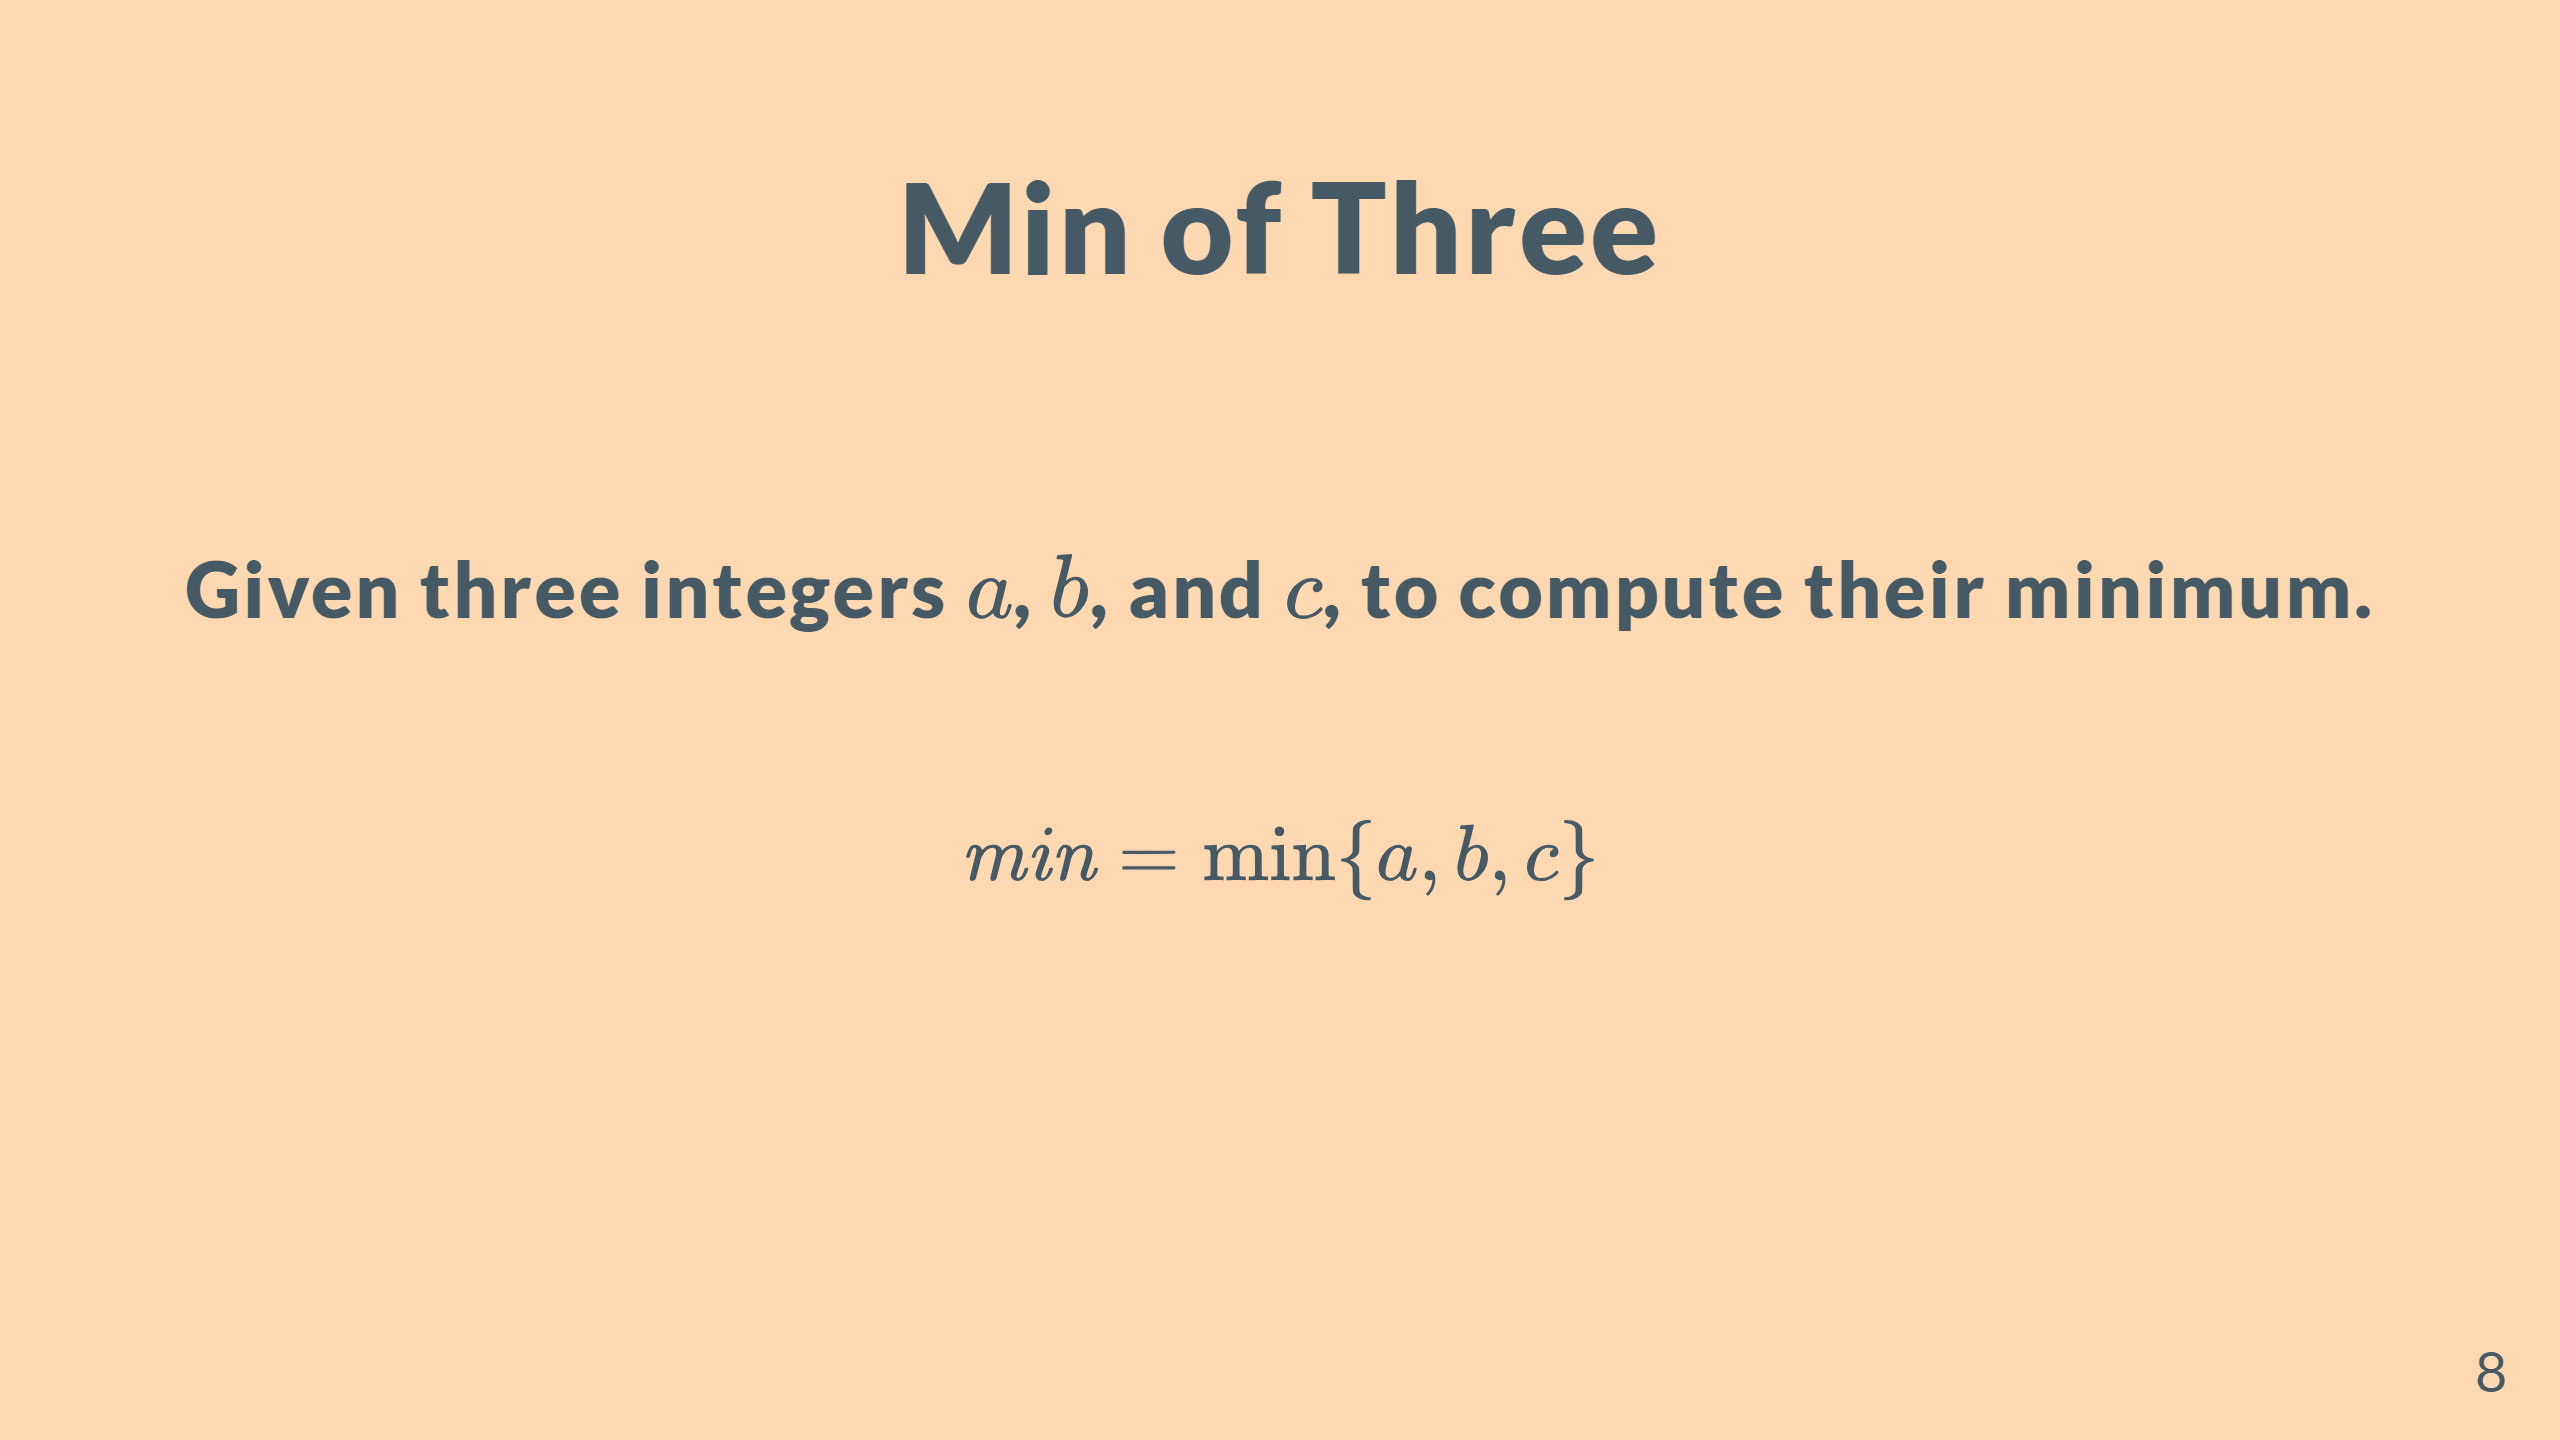 Min of Three
Given three integers a, b, and c, to compute their minimum.
min = min{a, b, c}
8